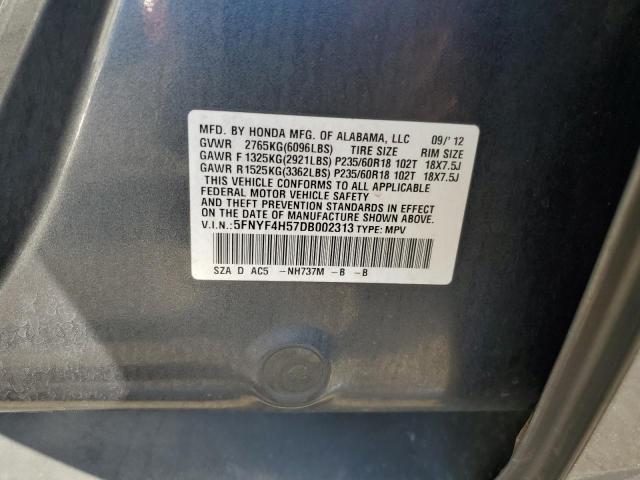 MFD. BY HONDA MFG. OF ALABAMA, LLC 09/'12
GVWR 2765KG(6096LBS) TIRE SIZE RIM SIZE
GAWR F 1325KG(2921LBS) P235/60R18 102T 18X7.5J
GAWR R1525KG(3362LBS) P235/60R18 102T 18X7.5J
THIS VEHICLE CONFORMS TO ALL APPLICABLE
FEDERAL MOTOR VEHICLE SAFETY
AND THEFT PREVENTION STANDARDS IN EFFECT ON
THE DATE OF MANUFACTURE SHOWN ABOVE.
V.I.N.:5FNYF4H57DB002313 TYPE: MPV
SZA D AC5 -NH737M -B -B